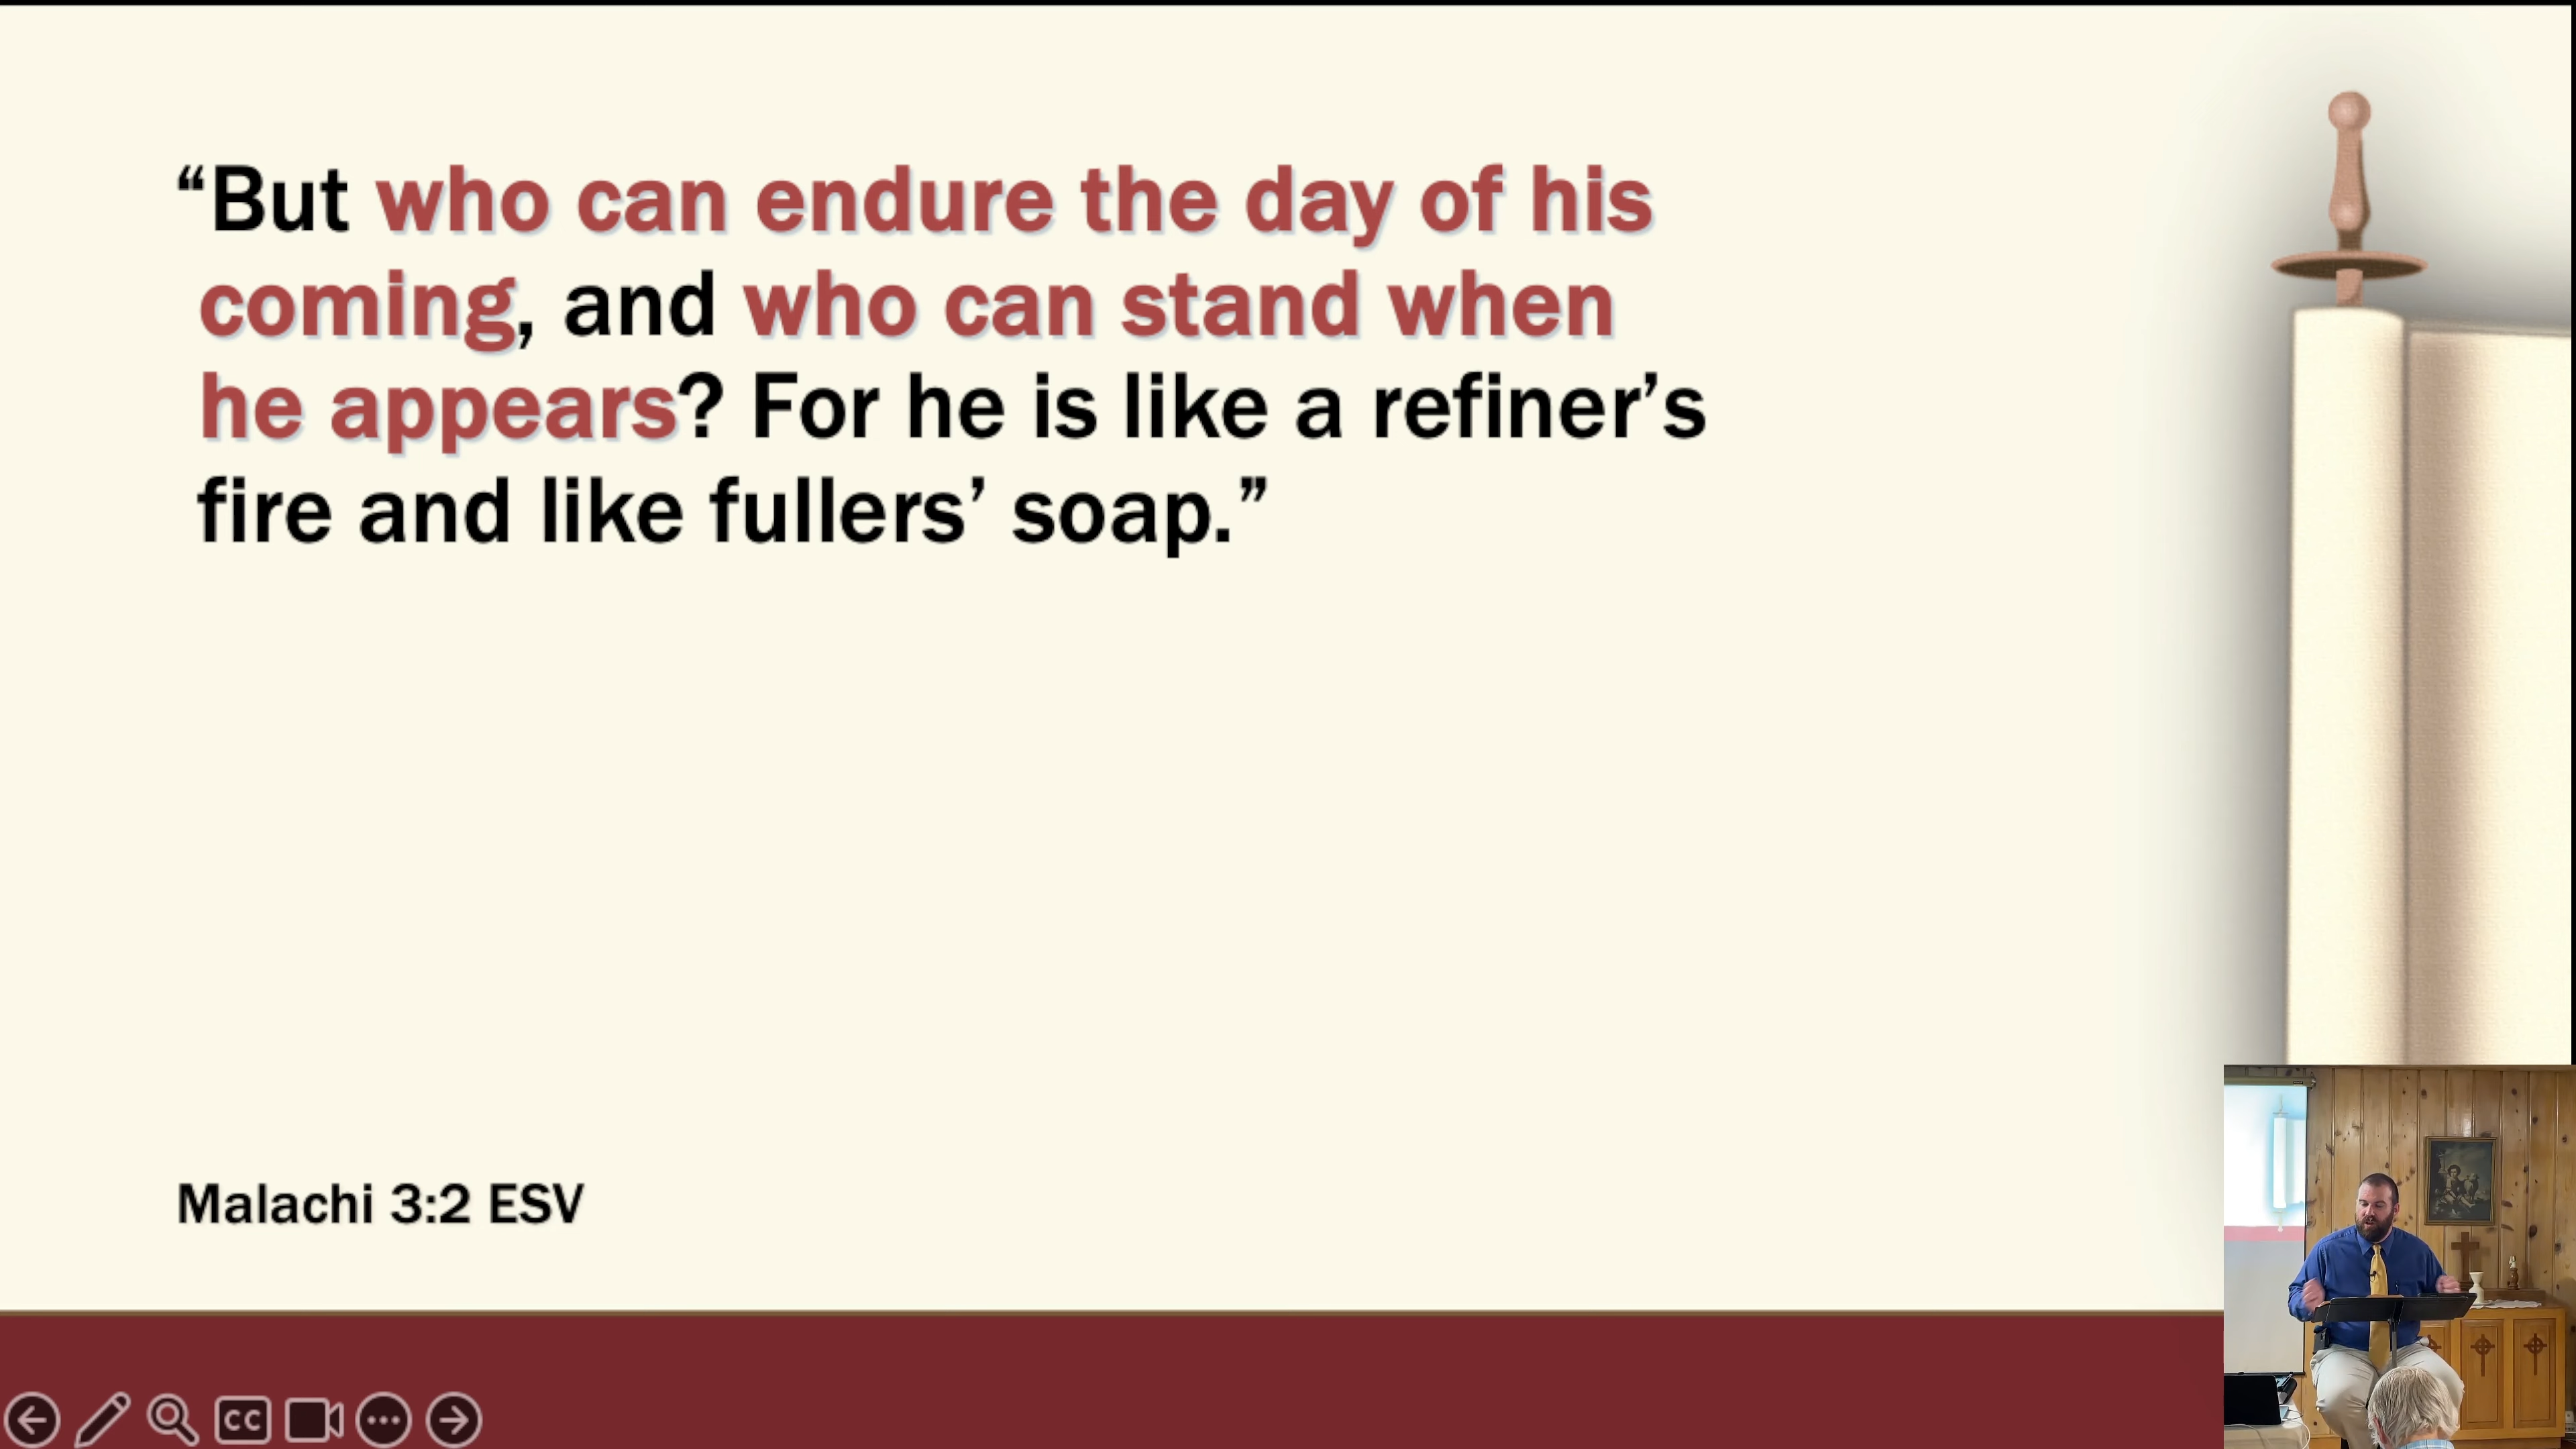 “But who can endure the day of his
coming, and who can stand when
he appears? For he is like a refiner’s
fire and like fullers’ soap.”
Malachi 3:2 ESV
CC